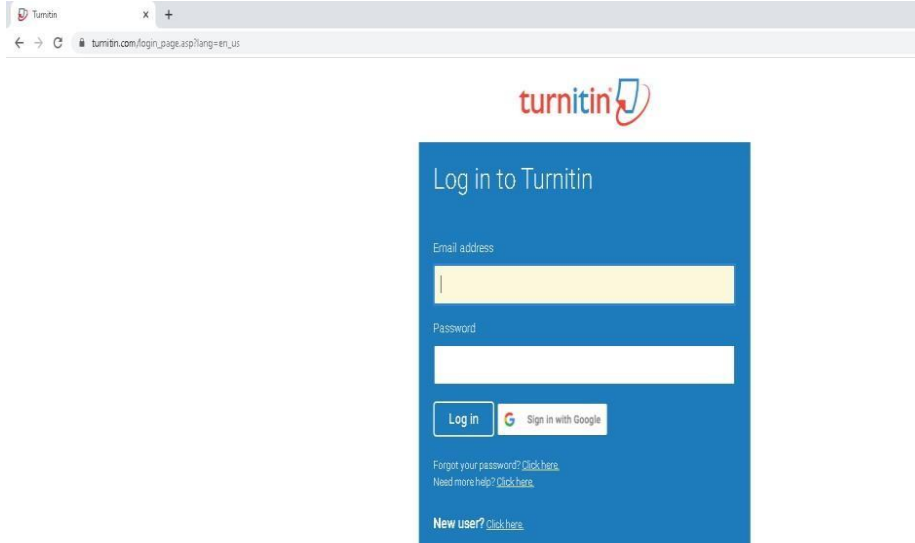 Turnitin
turnitin.com/login_page.asp?lang=en_us
turnitin
Log in to Turnitin
Email address
Password
Log in
G Sign in with Google
Forgot your password? Click here.
Need more help? Click here.
New user? Click here.